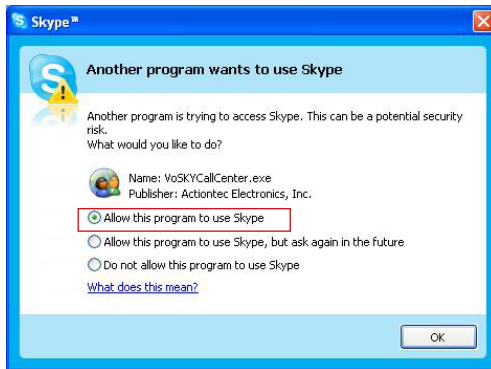 Skype™
Another program wants to use Skype
Another program is trying to access Skype. This can be a potential security
risk.
What would you like to do?
Name: VoSKYCallCenter.exe
Publisher: Actiontec Electronics, Inc.
Allow this program to use Skype
Allow this program to use Skype, but ask again in the future
Do not allow this program to use Skype
What does this mean?
OK